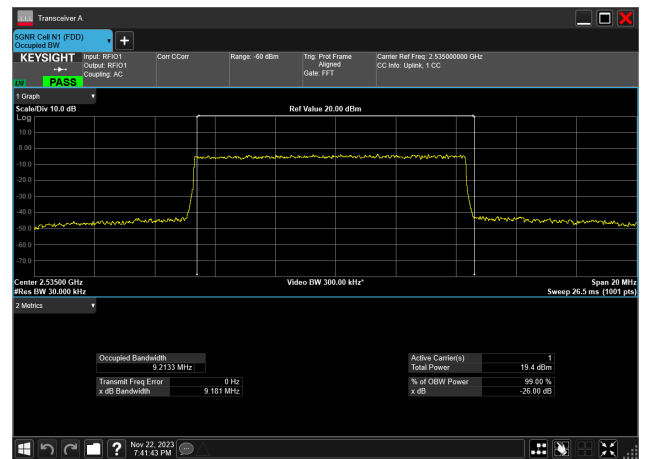 Transceiver A
5GNR Cell N1 (FDD)
Occupied BW
KEYSIGHT
PASS
Input: RFIO1
Output: RFIO1
Coupling: AC
Corr CCorr
Range: -60 dBm
Trig: Prot Frame
Aligned
Gate: FFT
Carrier Ref Freq: 2.535000000 GHz
CC Info: Uplink, 1 CC
1 Graph
Scale/Div 10.0 dB
Ref Value 20.00 dBm
Log
10.0
0.00
-10.0
-20.0
-30.0
-40.0
-50.0
-60.0
-70.0
Center 2.53500 GHz
Video BW 300.00 kHz*
Span 20 MHz
#Res BW 30.000 kHz
Sweep 26.5 ms (1001 pts)
2 Metrics
Occupied Bandwidth
9.2133 MHz
Transmit Freq Error 0 Hz
x dB Bandwidth 9.181 MHz
Active Carrier(s) 1
Total Power 19.4 dBm
% of OBW Power 99.00 %
x dB -26.00 dB
Nov 22, 2023
7:41:43 PM